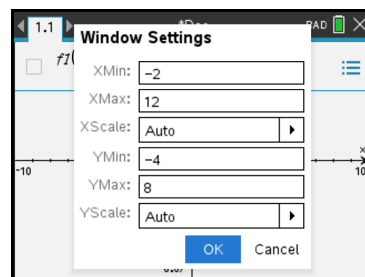 1.1
RAD
Window Settings
f1(
XMin: -2
XMax: 12
XScale: Auto
YMin: -4
YMax: 8
YScale: Auto
-10
x
10
OK Cancel